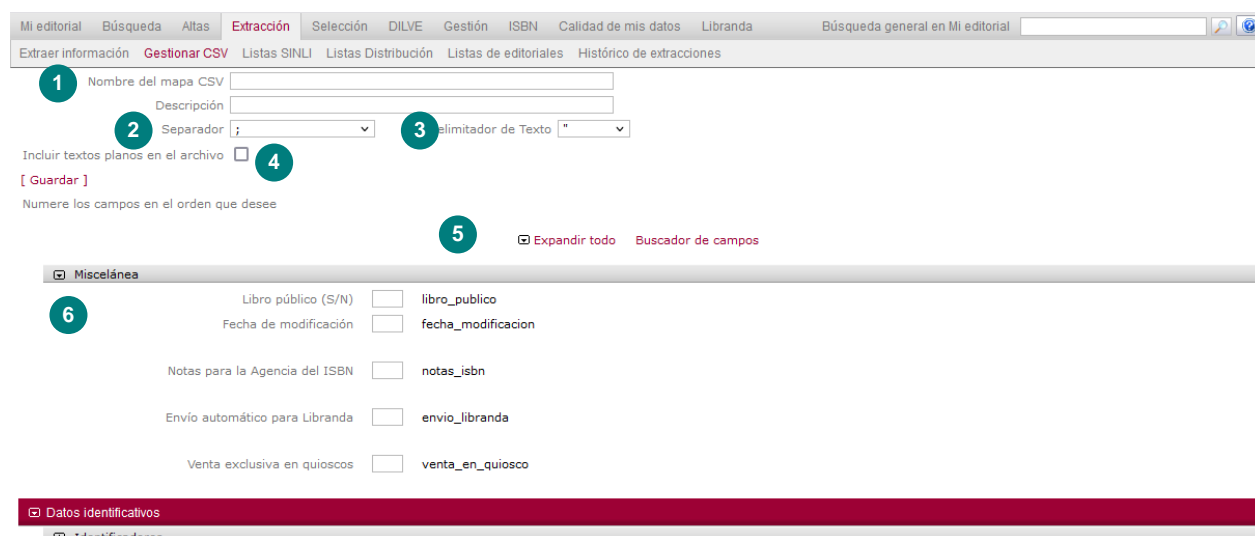 Mi editorial Búsqueda Altas Extracción Selección DILVE Gestión ISBN Calidad de mis datos Libranda Búsqueda general en Mi editorial
Extraer información Gestionar CSV Listas SINLI Listas Distribución Listas de editoriales Histórico de extracciones
1 Nombre del mapa CSV
Descripción
2 Separador ; 3 elimitador de Texto "
Incluir textos planos en el archivo 4
[ Guardar ]
Numere los campos en el orden que desee
5 Expandir todo Buscador de campos
Miscelánea
6 Libro público (S/N) libro_publico
Fecha de modificación fecha_modificacion
Notas para la Agencia del ISBN notas_isbn
Envío automático para Libranda envio_libranda
Venta exclusiva en quioscos venta_en_quiosco
Datos identificativos
Identificadores